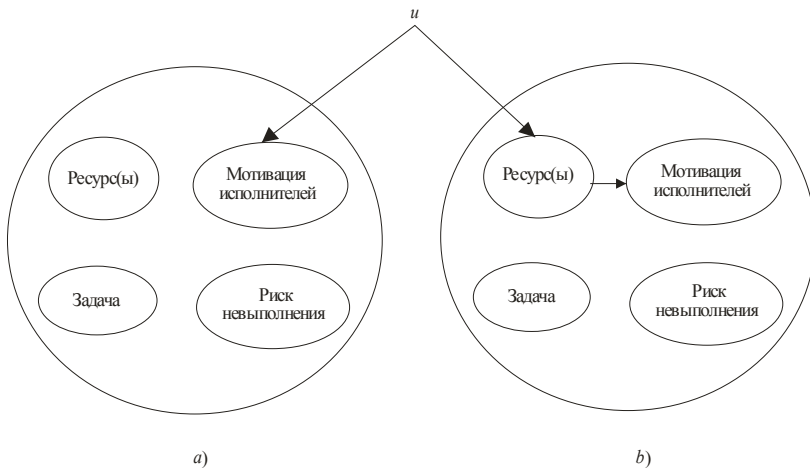 u
Ресурс(ы)
Мотивация
исполнителей
Задача
Риск
невыполнения
a)
Ресурс(ы)
Мотивация
исполнителей
Задача
Риск
невыполнения
b)